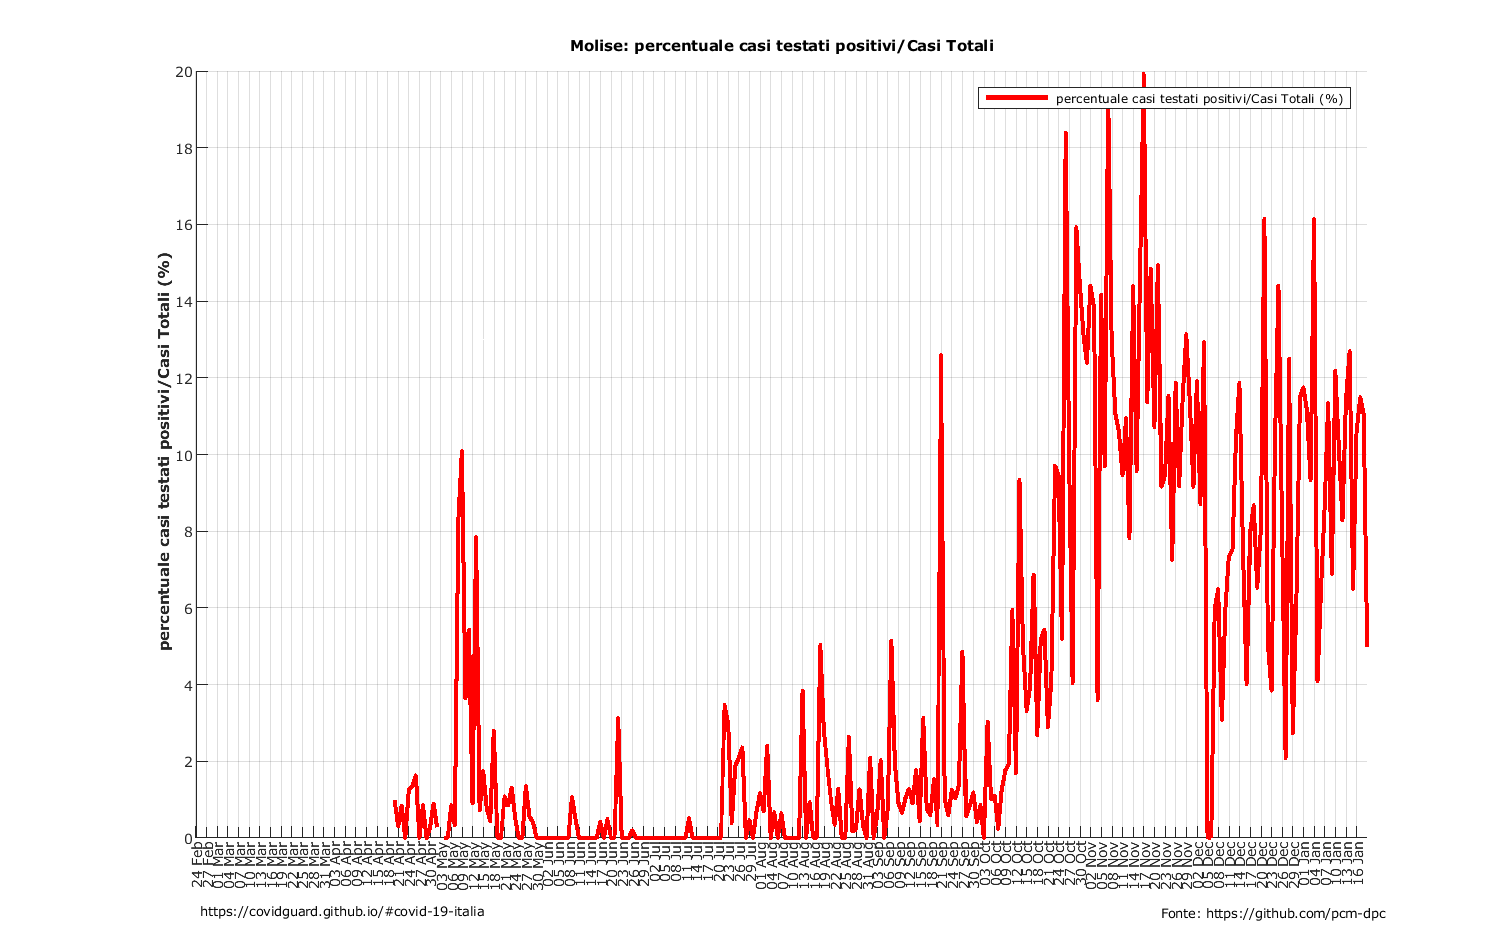 Molise: percentuale casi testati positivi/Casi Totali
percentuale casi testati positivi/Casi Totali (%)
percentuale casi testati positivi/Casi Totali (%)
20
18
16
14
12
10
8
6
4
2
0
24 Feb
27 Feb
01 Mar
04 Mar
07 Mar
10 Mar
13 Mar
16 Mar
19 Mar
22 Mar
25 Mar
28 Mar
31 Mar
03 Apr
06 Apr
09 Apr
12 Apr
15 Apr
18 Apr
21 Apr
24 Apr
27 Apr
30 Apr
03 May
06 May
09 May
12 May
15 May
18 May
21 May
24 May
27 May
30 May
02 Jun
05 Jun
08 Jun
11 Jun
14 Jun
17 Jun
20 Jun
23 Jun
26 Jun
29 Jun
02 Jul
05 Jul
08 Jul
11 Jul
14 Jul
17 Jul
20 Jul
23 Jul
26 Jul
29 Jul
01 Aug
04 Aug
07 Aug
10 Aug
13 Aug
16 Aug
19 Aug
22 Aug
25 Aug
28 Aug
31 Aug
03 Sep
06 Sep
09 Sep
12 Sep
15 Sep
18 Sep
21 Sep
24 Sep
27 Sep
30 Sep
03 Oct
06 Oct
09 Oct
12 Oct
15 Oct
18 Oct
21 Oct
24 Oct
27 Oct
30 Oct
02 Nov
05 Nov
08 Nov
11 Nov
14 Nov
17 Nov
20 Nov
23 Nov
26 Nov
29 Nov
02 Dec
05 Dec
08 Dec
11 Dec
14 Dec
17 Dec
20 Dec
23 Dec
26 Dec
29 Dec
01 Jan
04 Jan
07 Jan
10 Jan
13 Jan
16 Jan
https://covidguard.github.io/#covid-19-italia
Fonte: https://github.com/pcm-dpc